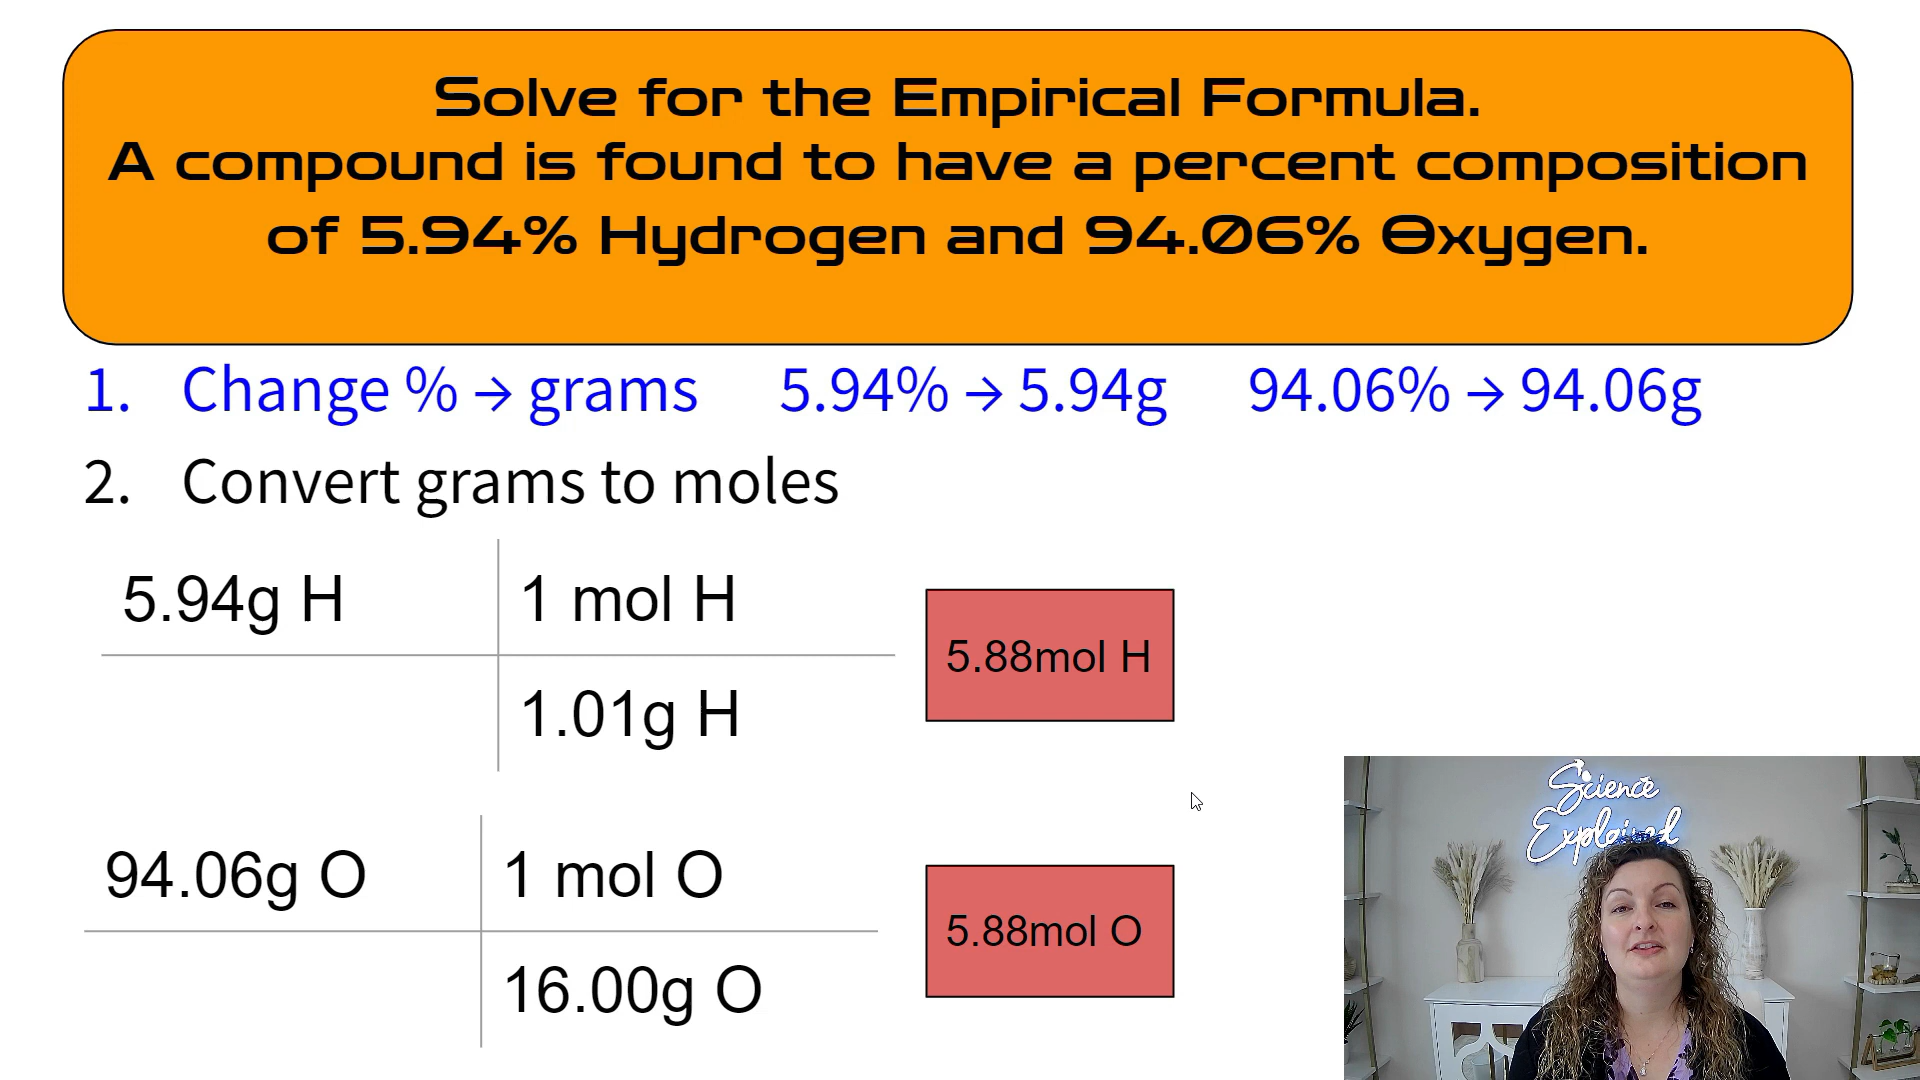 Solve for the Empirical Formula.
A compound is found to have a percent composition
of 5.94% Hydrogen and 94.06% Oxygen.
1. Change % → grams 5.94% → 5.94g 94.06% → 94.06g
2. Convert grams to moles
5.94g H 1 mol H
5.88mol H
1.01g H
94.06g O 1 mol O
5.88mol O
16.00g O
Science
Explained